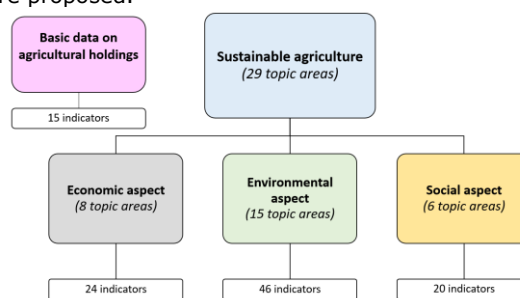 re proposed.
Basic data on
agricultural holdings
15 indicators
Sustainable agriculture
(29 topic areas)
Economic aspect
(8 topic areas)
24 indicators
Environmental
aspect
(15 topic areas)
46 indicators
Social aspect
(6 topic areas)
20 indicators